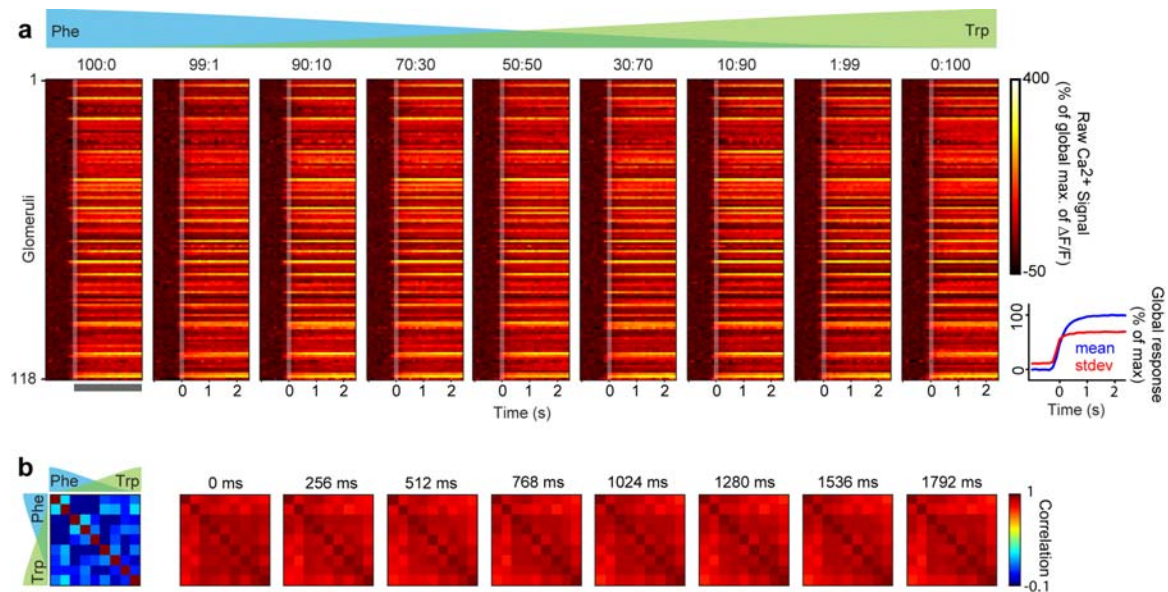 a
Phe
Trp
100:0 99:1 90:10 70:30 50:50 30:70 10:90 1:99 0:100
1
118
Glomeruli
0 1 2 0 1 2 0 1 2 0 1 2 0 1 2 0 1 2 0 1 2 0 1 2
Time (s)
400
-50
Raw Ca2+ Signal
(% of global max. of ΔF/F)
100
0
mean
stdev
0 1 2
Time (s)
Global response
(% of max)
b
Phe Trp
Phe
Trp
0 ms 256 ms 512 ms 768 ms 1024 ms 1280 ms 1536 ms 1792 ms
1
-0.1
Correlation